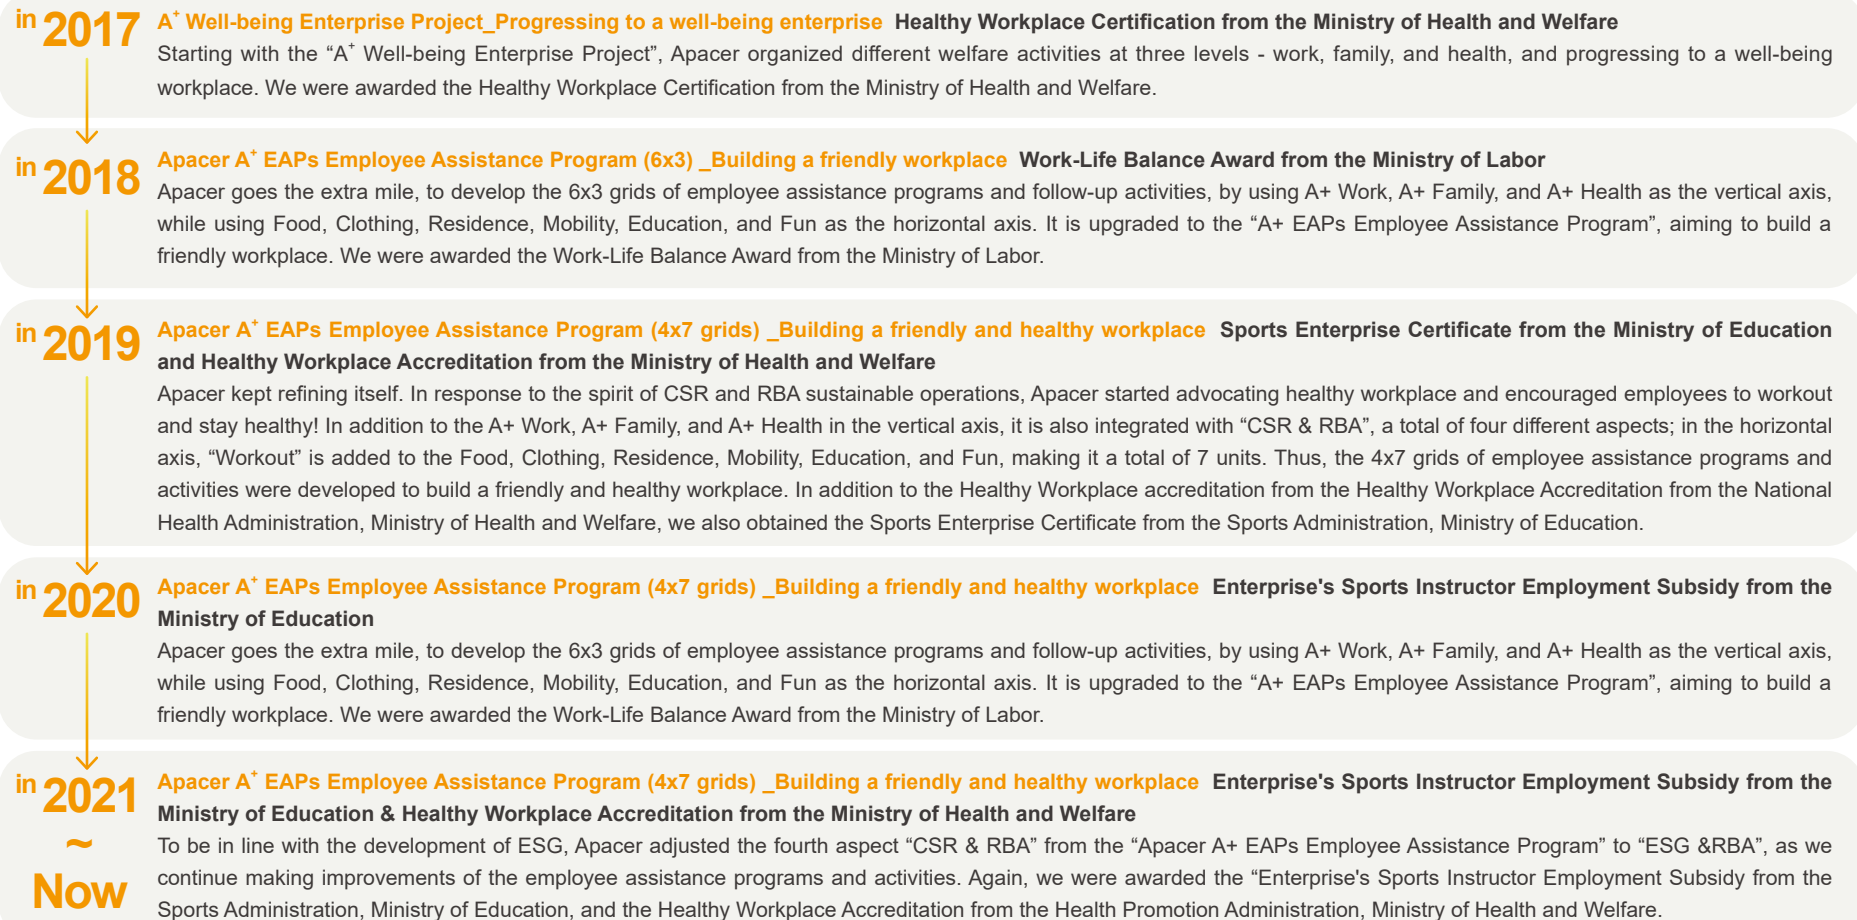 in 2017 A+ Well-being Enterprise Project_Progressing to a well-being enterprise Healthy Workplace Certification from the Ministry of Health and Welfare
Starting with the “A+ Well-being Enterprise Project”, Apacer organized different welfare activities at three levels - work, family, and health, and progressing to a well-being
workplace. We were awarded the Healthy Workplace Certification from the Ministry of Health and Welfare.
in 2018 Apacer A+ EAPs Employee Assistance Program (6x3) _Building a friendly workplace Work-Life Balance Award from the Ministry of Labor
Apacer goes the extra mile, to develop the 6x3 grids of employee assistance programs and follow-up activities, by using A+ Work, A+ Family, and A+ Health as the vertical axis,
while using Food, Clothing, Residence, Mobility, Education, and Fun as the horizontal axis. It is upgraded to the “A+ EAPs Employee Assistance Program”, aiming to build a
friendly workplace. We were awarded the Work-Life Balance Award from the Ministry of Labor.
in 2019 Apacer A+ EAPs Employee Assistance Program (4x7 grids) _Building a friendly and healthy workplace Sports Enterprise Certificate from the Ministry of Education
and Healthy Workplace Accreditation from the Ministry of Health and Welfare
Apacer kept refining itself. In response to the spirit of CSR and RBA sustainable operations, Apacer started advocating healthy workplace and encouraged employees to workout
and stay healthy! In addition to the A+ Work, A+ Family, and A+ Health in the vertical axis, it is also integrated with “CSR & RBA”, a total of four different aspects; in the horizontal
axis, “Workout” is added to the Food, Clothing, Residence, Mobility, Education, and Fun, making it a total of 7 units. Thus, the 4x7 grids of employee assistance programs and
activities were developed to build a friendly and healthy workplace. In addition to the Healthy Workplace accreditation from the Healthy Workplace Accreditation from the National
Health Administration, Ministry of Health and Welfare, we also obtained the Sports Enterprise Certificate from the Sports Administration, Ministry of Education.
in 2020 Apacer A+ EAPs Employee Assistance Program (4x7 grids) _Building a friendly and healthy workplace Enterprise's Sports Instructor Employment Subsidy from the
Ministry of Education
Apacer goes the extra mile, to develop the 6x3 grids of employee assistance programs and follow-up activities, by using A+ Work, A+ Family, and A+ Health as the vertical axis,
while using Food, Clothing, Residence, Mobility, Education, and Fun as the horizontal axis. It is upgraded to the “A+ EAPs Employee Assistance Program”, aiming to build a
friendly workplace. We were awarded the Work-Life Balance Award from the Ministry of Labor.
in 2021 ~ Now Apacer A+ EAPs Employee Assistance Program (4x7 grids) _Building a friendly and healthy workplace Enterprise's Sports Instructor Employment Subsidy from the
Ministry of Education & Healthy Workplace Accreditation from the Ministry of Health and Welfare
To be in line with the development of ESG, Apacer adjusted the fourth aspect “CSR & RBA” from the “Apacer A+ EAPs Employee Assistance Program” to “ESG &RBA”, as we
continue making improvements of the employee assistance programs and activities. Again, we were awarded the “Enterprise's Sports Instructor Employment Subsidy from the
Sports Administration, Ministry of Education, and the Healthy Workplace Accreditation from the Health Promotion Administration, Ministry of Health and Welfare.